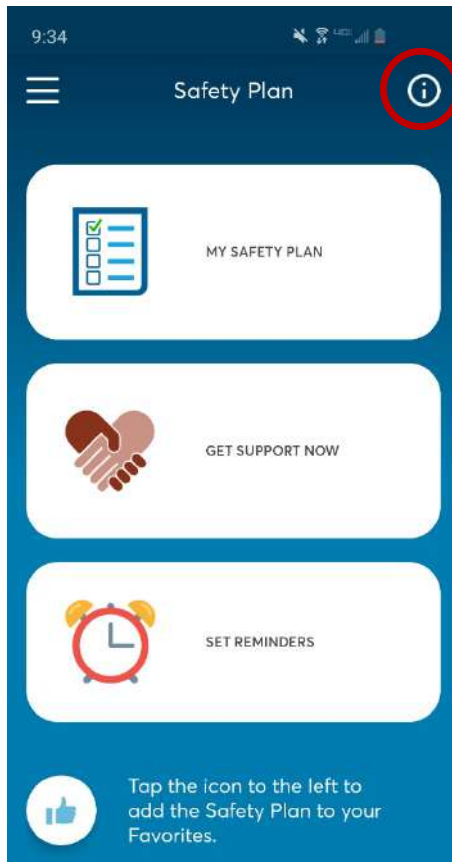 9:34
Safety Plan
MY SAFETY PLAN
GET SUPPORT NOW
SET REMINDERS
Tap the icon to the left to
add the Safety Plan to your
Favorites.